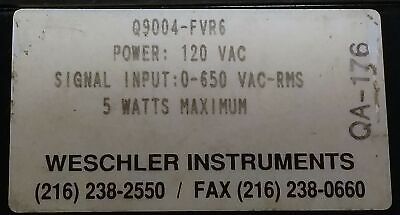 Q9004-FVR6
POWER: 120 VAC
SIGNAL INPUT:0-650 VAC-RMS
5 WATTS MAXIMUM
QA-176
WESCHLER INSTRUMENTS
(216) 238-2550 / FAX (216) 238-0660